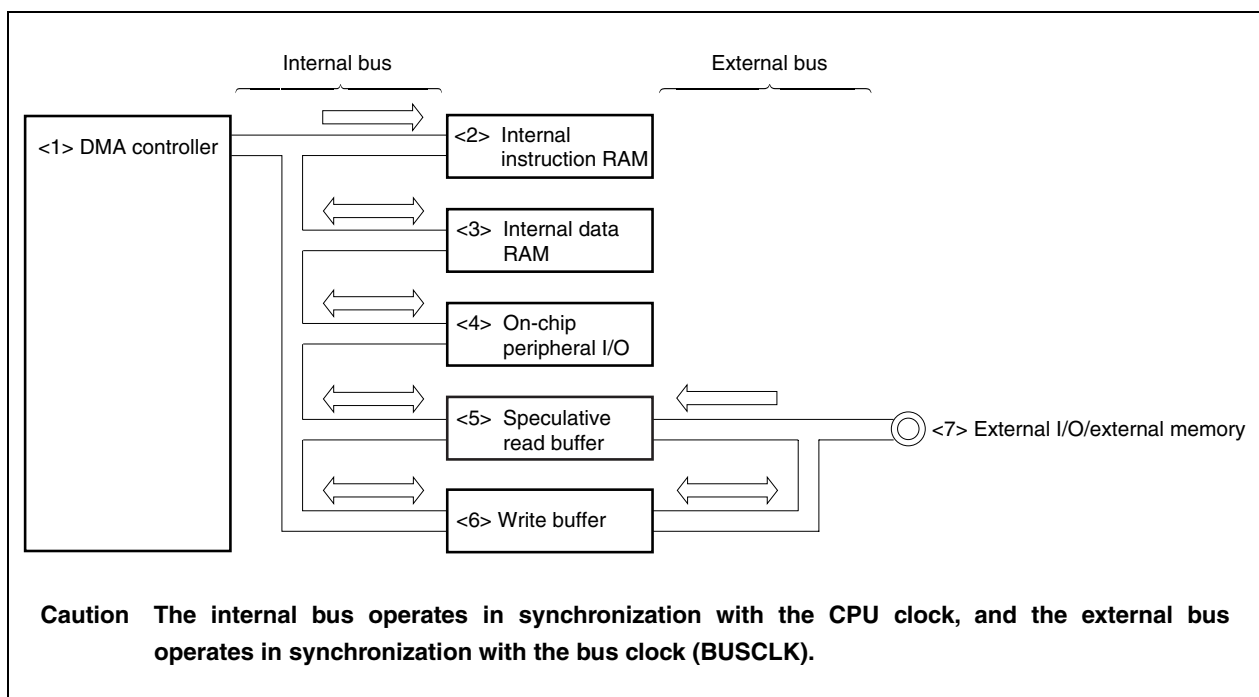 Internal bus
External bus
<1> DMA controller
<2> Internal
instruction RAM
<3> Internal data
RAM
<4> On-chip
peripheral I/O
<5> Speculative
read buffer
<7> External I/O/external memory
<6> Write buffer
Caution The internal bus operates in synchronization with the CPU clock, and the external bus
operates in synchronization with the bus clock (BUSCLK).